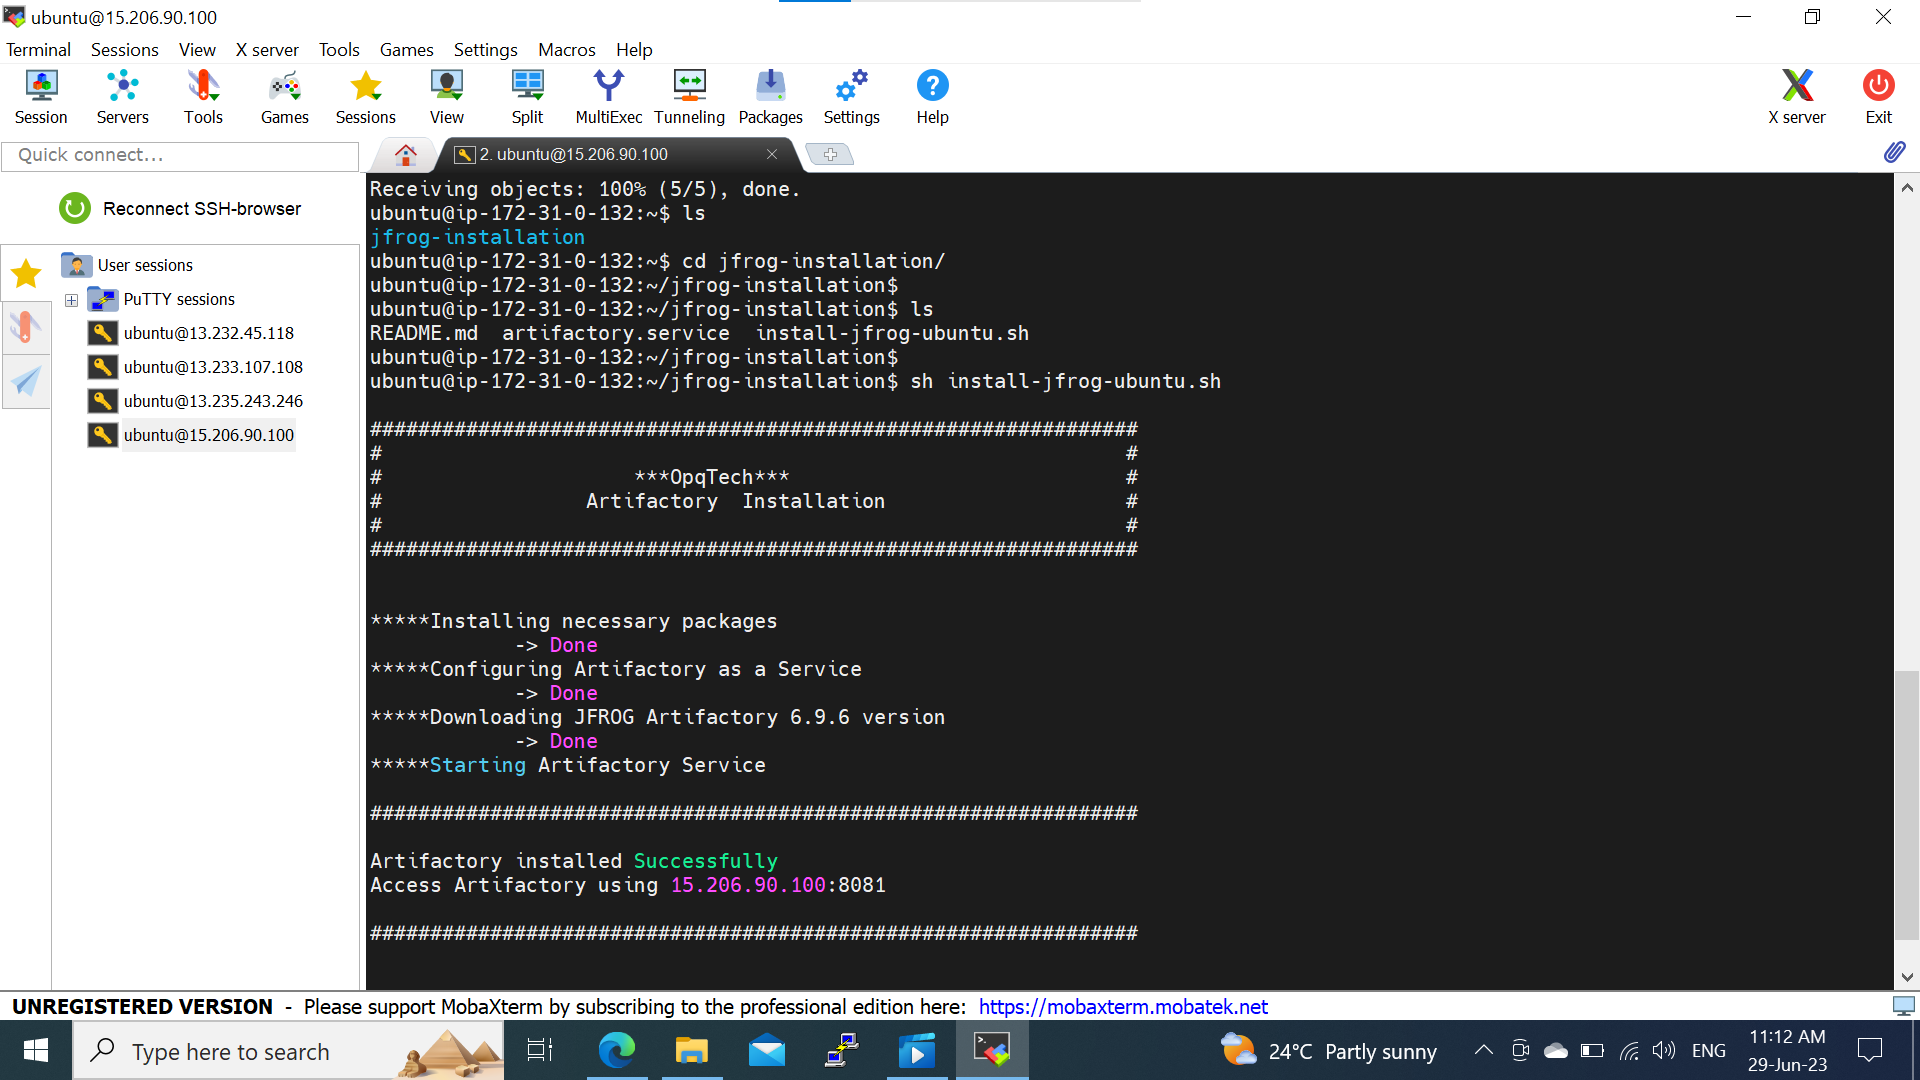 ubuntu@15.206.90.100
Terminal Sessions View X server Tools Games Settings Macros Help
Session Servers Tools Games Sessions View Split MultiExec Tunneling Packages Settings Help X server Exit
Quick connect...
2. ubuntu@15.206.90.100
Reconnect SSH-browser
User sessions
PuTTY sessions
ubuntu@13.232.45.118
ubuntu@13.233.107.108
ubuntu@13.235.243.246
ubuntu@15.206.90.100
Receiving objects: 100% (5/5), done.
ubuntu@ip-172-31-0-132:~$ ls
jfrog-installation
ubuntu@ip-172-31-0-132:~$ cd jfrog-installation/
ubuntu@ip-172-31-0-132:~/jfrog-installation$
ubuntu@ip-172-31-0-132:~/jfrog-installation$ ls
README.md  artifactory.service  install-jfrog-ubuntu.sh
ubuntu@ip-172-31-0-132:~/jfrog-installation$
ubuntu@ip-172-31-0-132:~/jfrog-installation$ sh install-jfrog-ubuntu.sh
################################################################
#                                                              #
#                     ***OpqTech***                            #
#                 Artifactory  Installation                    #
#                                                              #
################################################################
*****Installing necessary packages
            -> Done
*****Configuring Artifactory as a Service
            -> Done
*****Downloading JFROG Artifactory 6.9.6 version
            -> Done
*****Starting Artifactory Service
################################################################
Artifactory installed Successfully
Access Artifactory using 15.206.90.100:8081
################################################################
UNREGISTERED VERSION - Please support MobaXterm by subscribing to the professional edition here: https://mobaxterm.mobatek.net
Type here to search
24°C Partly sunny
ENG
11:12 AM
29-Jun-23